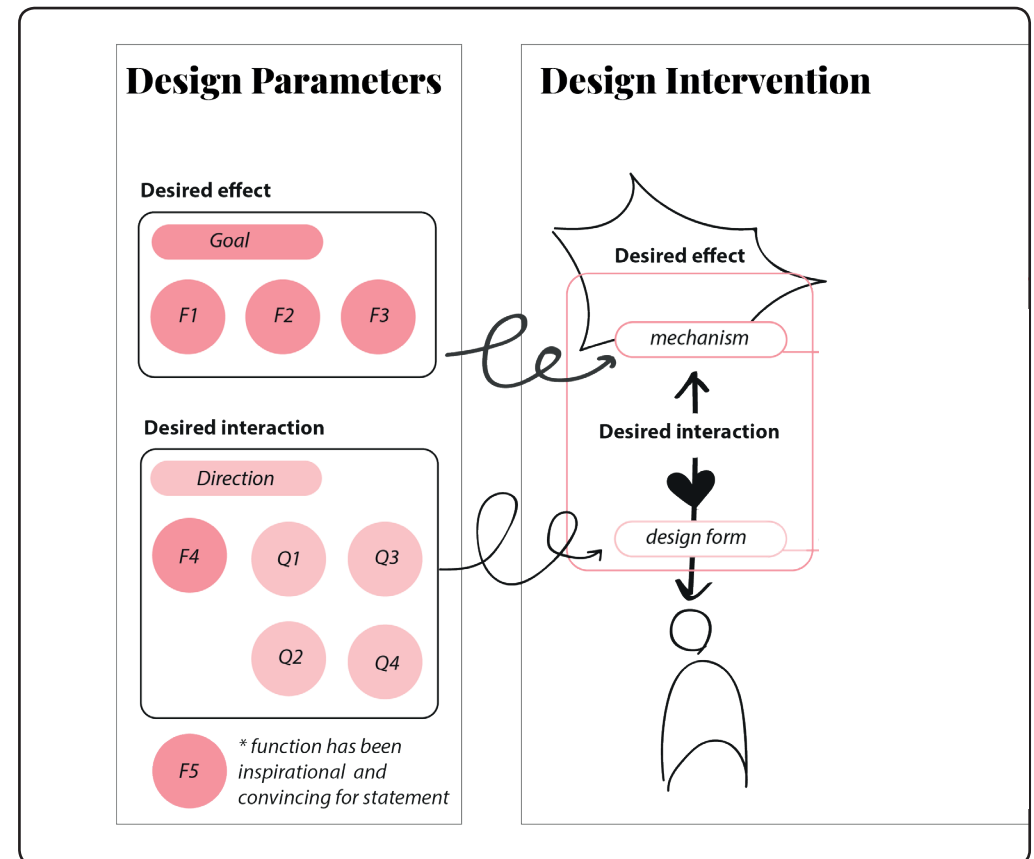 Design Parameters
Desired effect
Goal
F1
F2
F3
Desired interaction
Direction
F4
Q1
Q3
Q2
Q4
F5
* function has been
inspirational and
convincing for statement
Design Intervention
Desired effect
mechanism
Desired interaction
design form